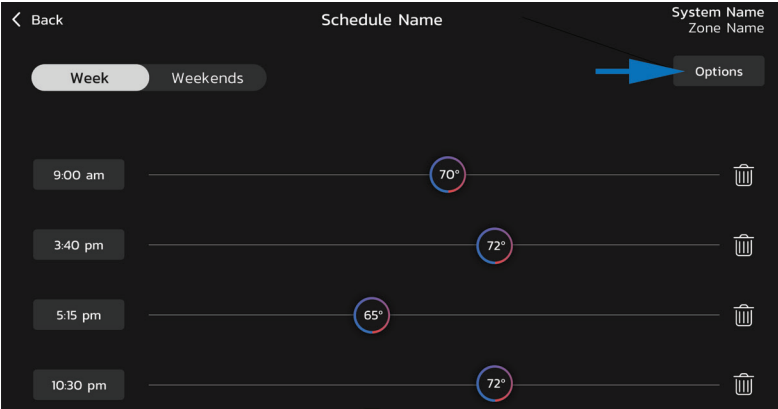 Back
Schedule Name
System Name
Zone Name
Week
Weekends
Options
9:00 am
70°
3:40 pm
72°
5:15 pm
65°
10:30 pm
72°